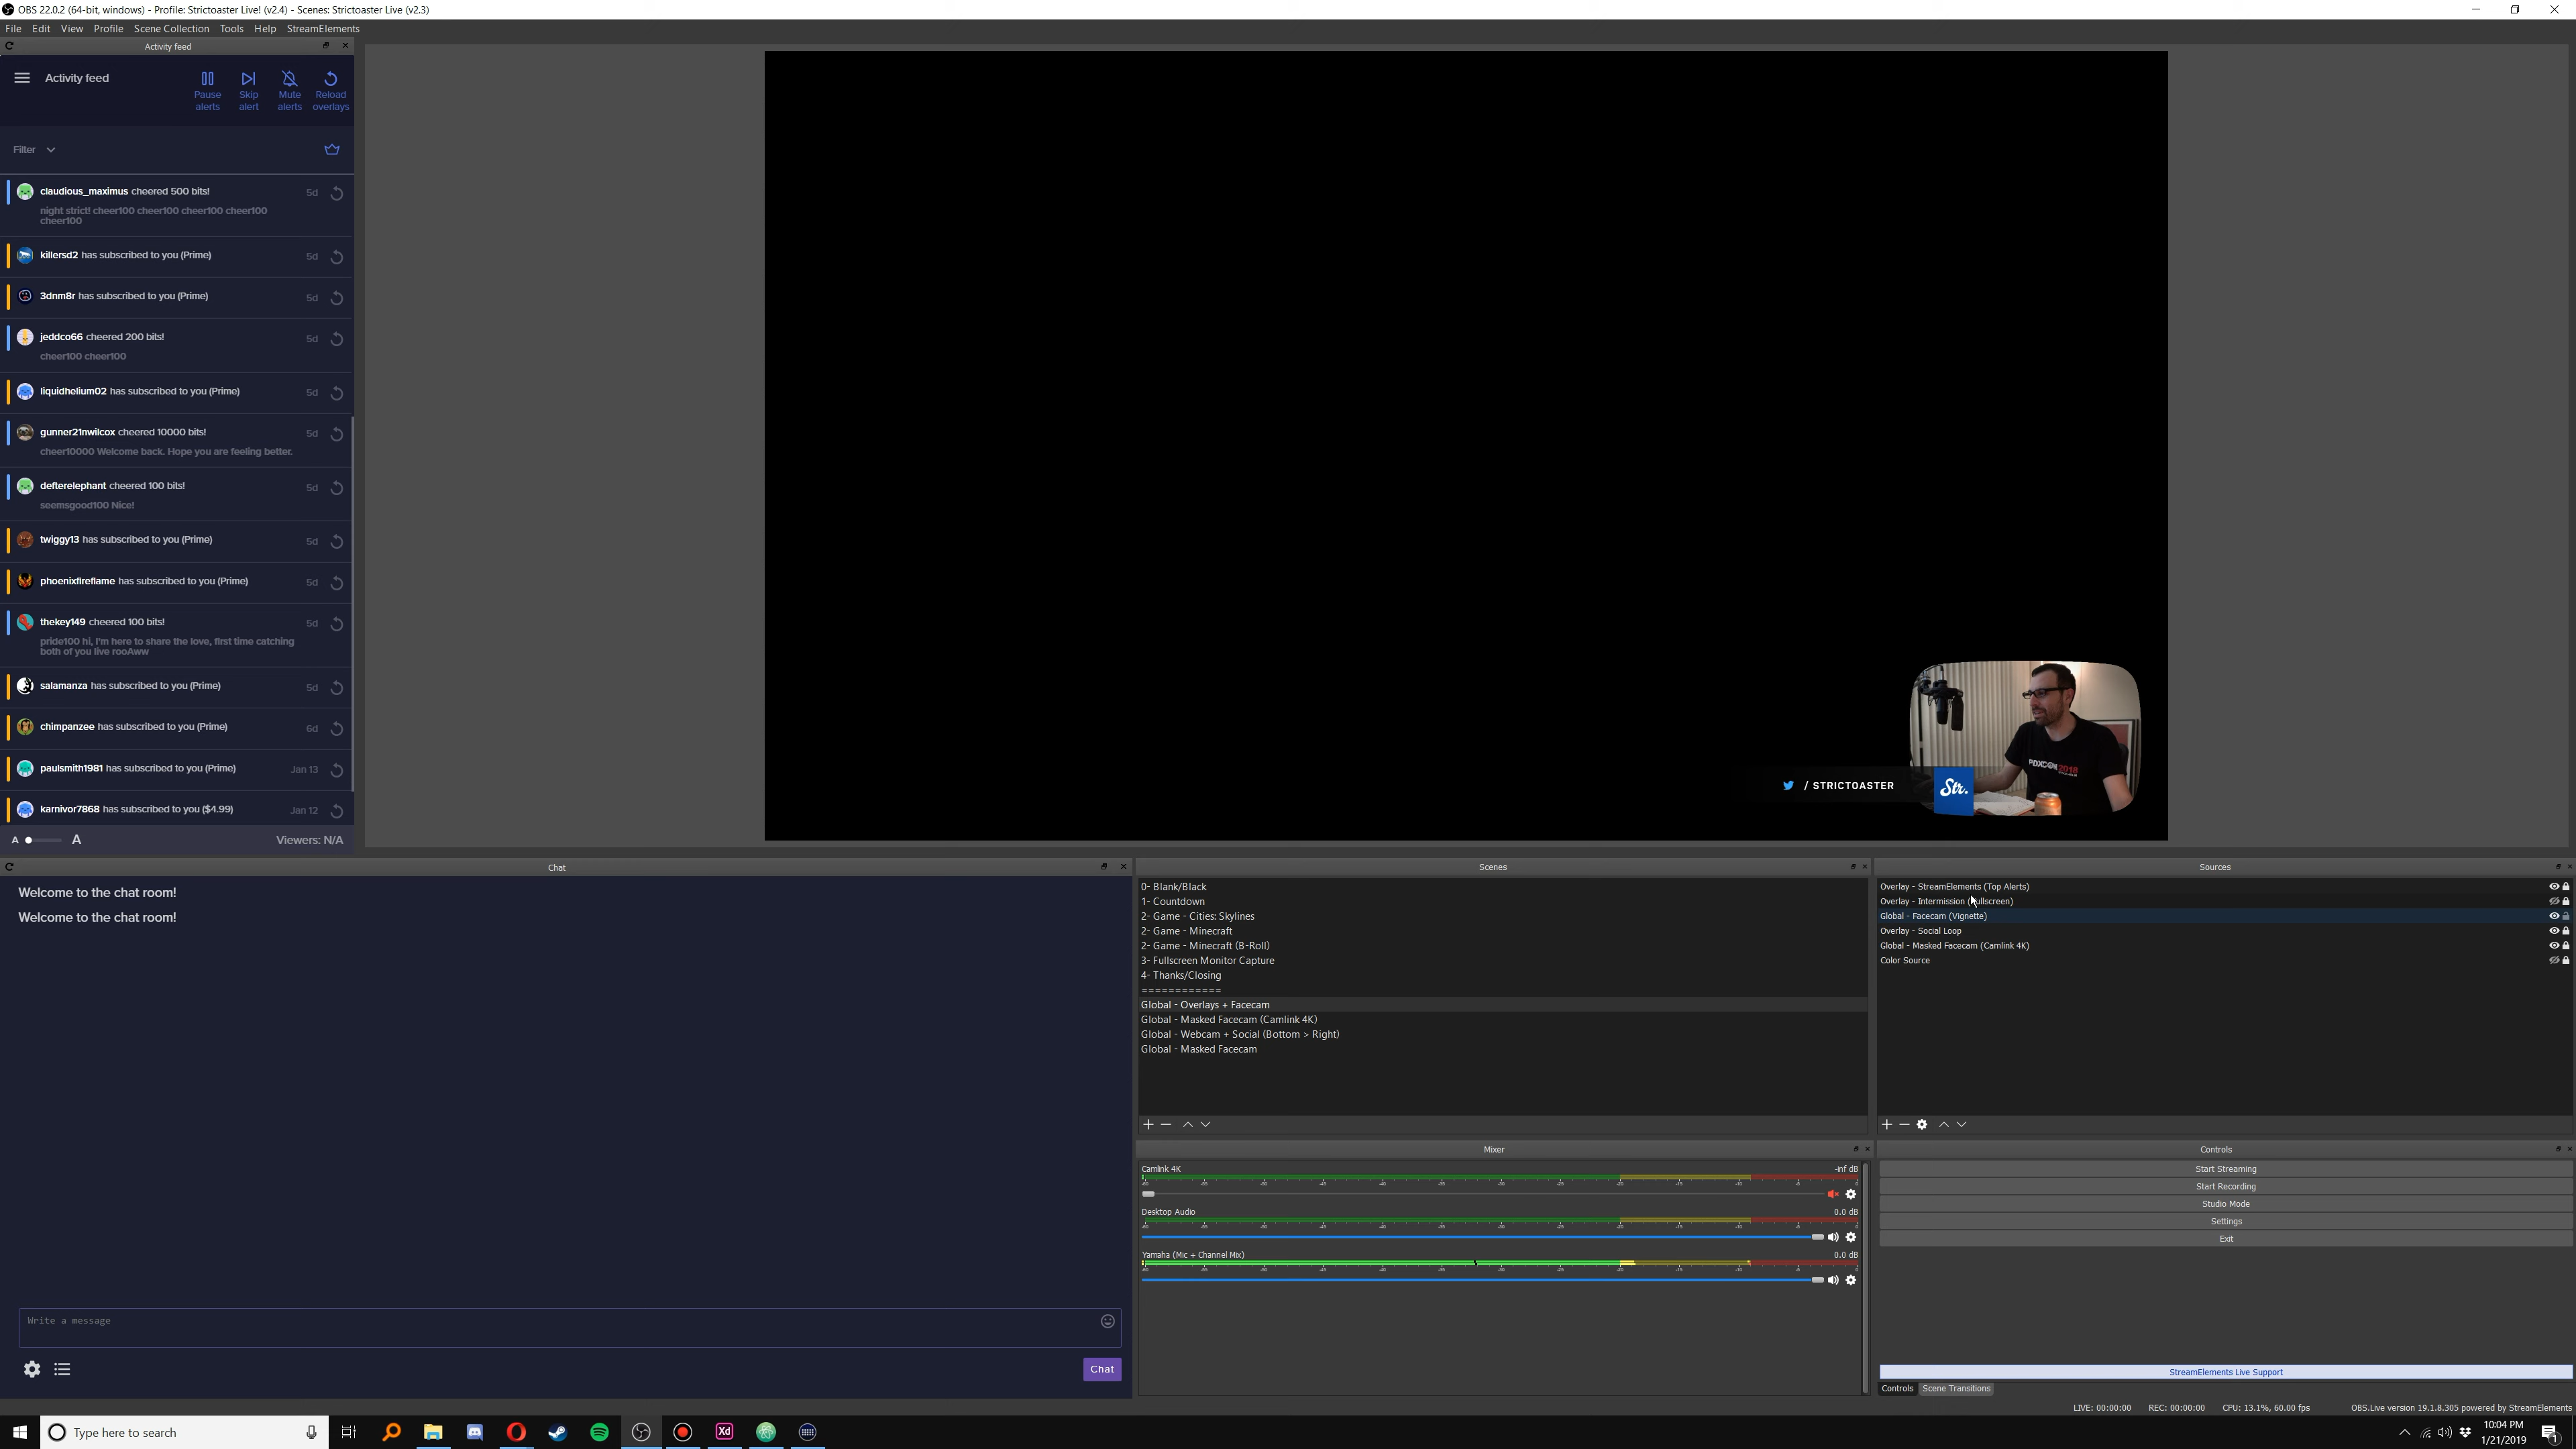 OBS 22.0.2 (64-bit, windows) - Profile: Strictoaster Live! (v2.4) - Scenes: Strictoaster Live (v2.3)
File Edit View Profile Scene Collection Tools Help StreamElements
Activity feed
Activity feed
Pause alerts
Skip alert
Mute alerts
Reload overlays
Filter
claudious_maximus cheered 500 bits! 5d
night strict! cheer100 cheer100 cheer100 cheer100
cheer100
killersd2 has subscribed to you (Prime) 5d
3dnm8r has subscribed to you (Prime) 5d
jeddco66 cheered 200 bits! 5d
cheer100 cheer100
liquidhelium02 has subscribed to you (Prime) 5d
gunner21nwilcox cheered 10000 bits! 5d
cheer10000 Welcome back. Hope you are feeling better.
defterelephant cheered 100 bits! 5d
seemsgood100 Nice!
twiggy13 has subscribed to you (Prime) 5d
phoenixfireflame has subscribed to you (Prime) 5d
thekey149 cheered 100 bits! 5d
pride100 hi, I'm here to share the love, first time catching
both of you live rooAww
salamanza has subscribed to you (Prime) 5d
chimpanzee has subscribed to you (Prime) 6d
paulsmith1981 has subscribed to you (Prime) Jan 13
karnivor7868 has subscribed to you ($4.99) Jan 12
A A Viewers: N/A
PDXCON 2018
/ STRICTOASTER
Str.
Chat
Welcome to the chat room!
Welcome to the chat room!
Write a message
Chat
Scenes
0- Blank/Black
1- Countdown
2- Game - Cities: Skylines
2- Game - Minecraft
2- Game - Minecraft (B-Roll)
3- Fullscreen Monitor Capture
4- Thanks/Closing
============
Global - Overlays + Facecam
Global - Masked Facecam (Camlink 4K)
Global - Webcam + Social (Bottom > Right)
Global - Masked Facecam
Sources
Overlay - StreamElements (Top Alerts)
Overlay - Intermission
Global - Facecam (Vignette)
Overlay - Social Loop
Global - Masked Facecam (Camlink 4K)
Color Source
Mixer
Camlink 4K -inf dB
Desktop Audio 0.0 dB
Yamaha (Mic + Channel Mix) 0.0 dB
Controls
Start Streaming
Start Recording
Studio Mode
Settings
Exit
StreamElements Live Support
Controls Scene Transitions
LIVE: 00:00:00 REC: 00:00:00 CPU: 13.1%, 60.00 fps OBS.Live version 19.1.8.305 powered by StreamElements
Type here to search
Xd
10:04 PM
1/21/2019
1